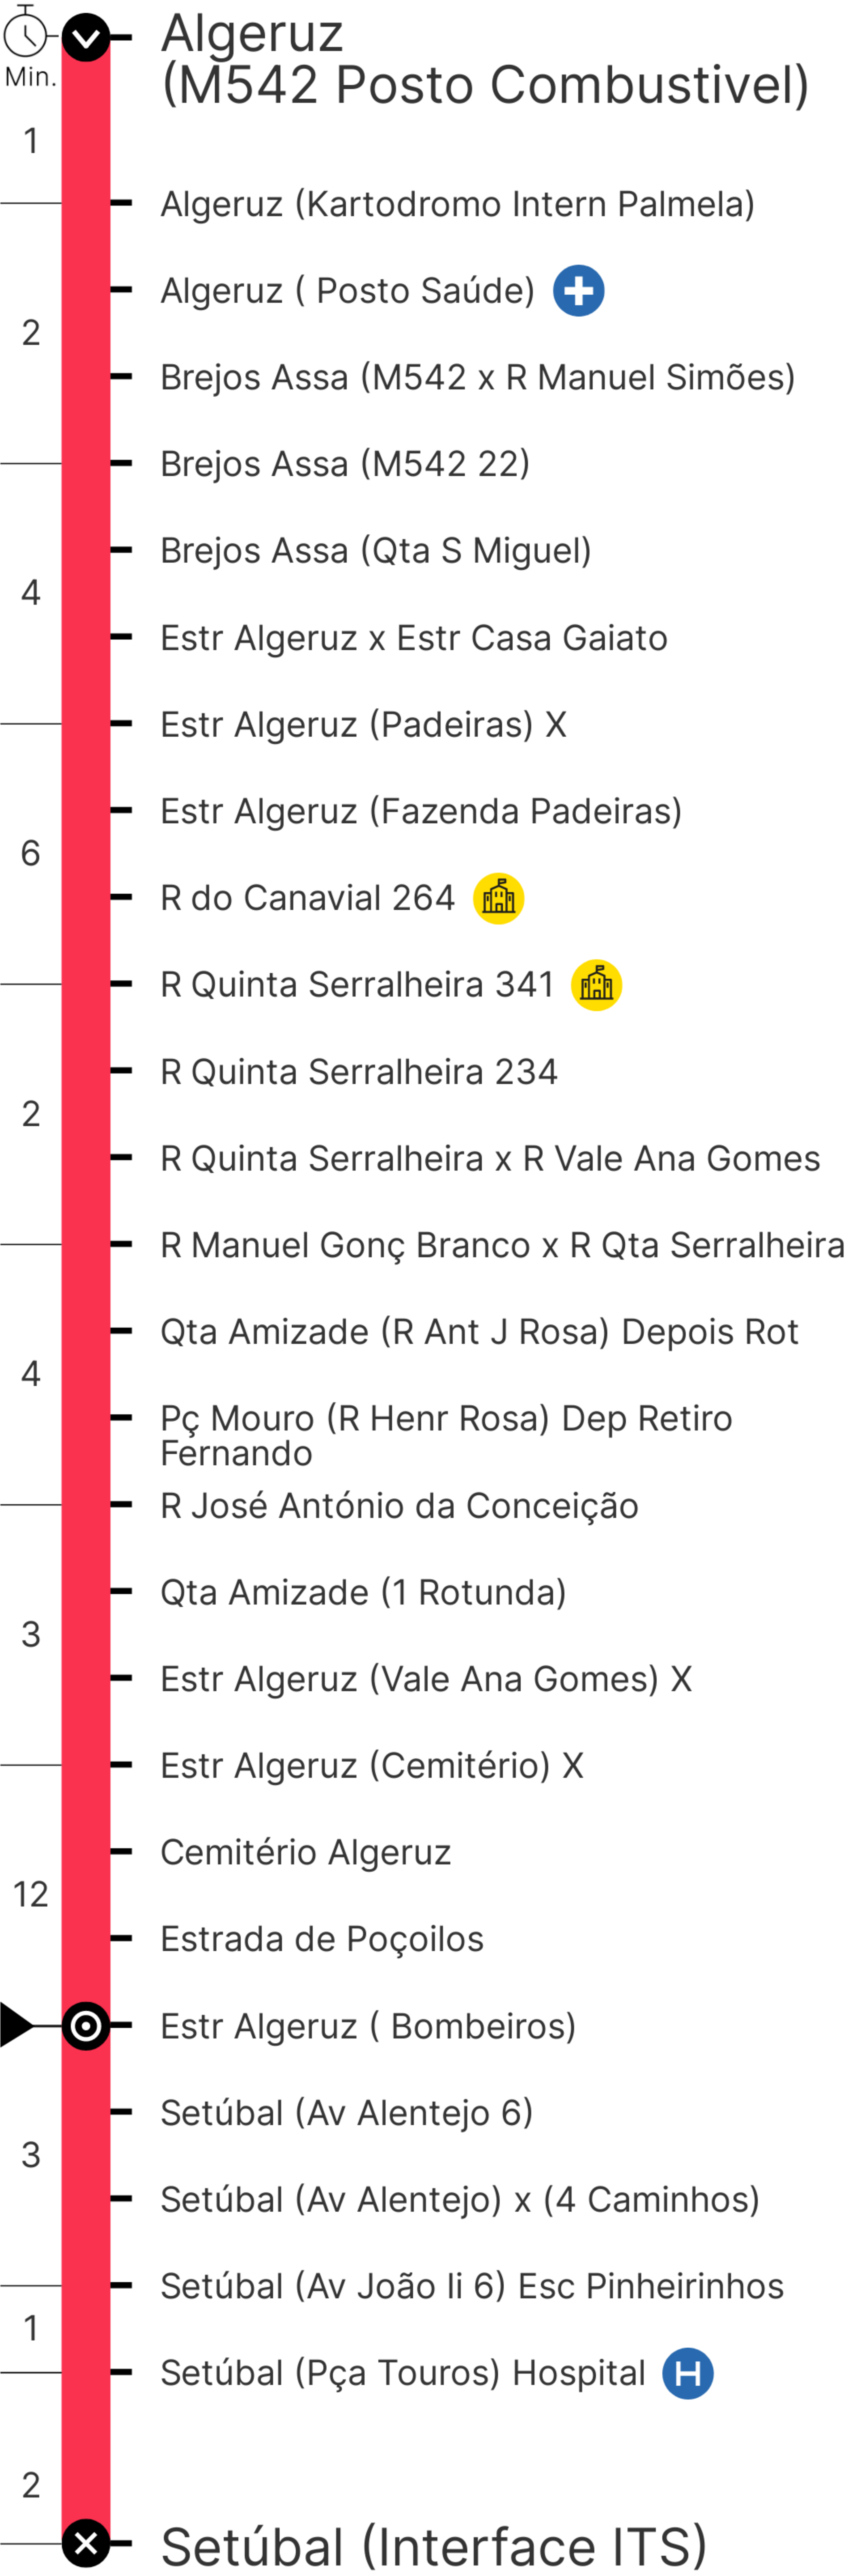 Min.
Algeruz
(M542 Posto Combustivel)
1
Algeruz (Kartodromo Intern Palmela)
Algeruz ( Posto Saúde)
2
Brejos Assa (M542 x R Manuel Simões)
Brejos Assa (M542 22)
Brejos Assa (Qta S Miguel)
4
Estr Algeruz x Estr Casa Gaiato
Estr Algeruz (Padeiras) X
Estr Algeruz (Fazenda Padeiras)
6
R do Canavial 264
R Quinta Serralheira 341
R Quinta Serralheira 234
2
R Quinta Serralheira x R Vale Ana Gomes
R Manuel Gonç Branco x R Qta Serralheira
Qta Amizade (R Ant J Rosa) Depois Rot
4
Pç Mouro (R Henr Rosa) Dep Retiro
Fernando
R José António da Conceição
Qta Amizade (1 Rotunda)
3
Estr Algeruz (Vale Ana Gomes) X
Estr Algeruz (Cemitério) X
Cemitério Algeruz
12
Estrada de Poçoilos
Estr Algeruz ( Bombeiros)
Setúbal (Av Alentejo 6)
3
Setúbal (Av Alentejo) x (4 Caminhos)
Setúbal (Av João Ii 6) Esc Pinheirinhos
1
Setúbal (Pça Touros) Hospital H
2
Setúbal (Interface ITS)